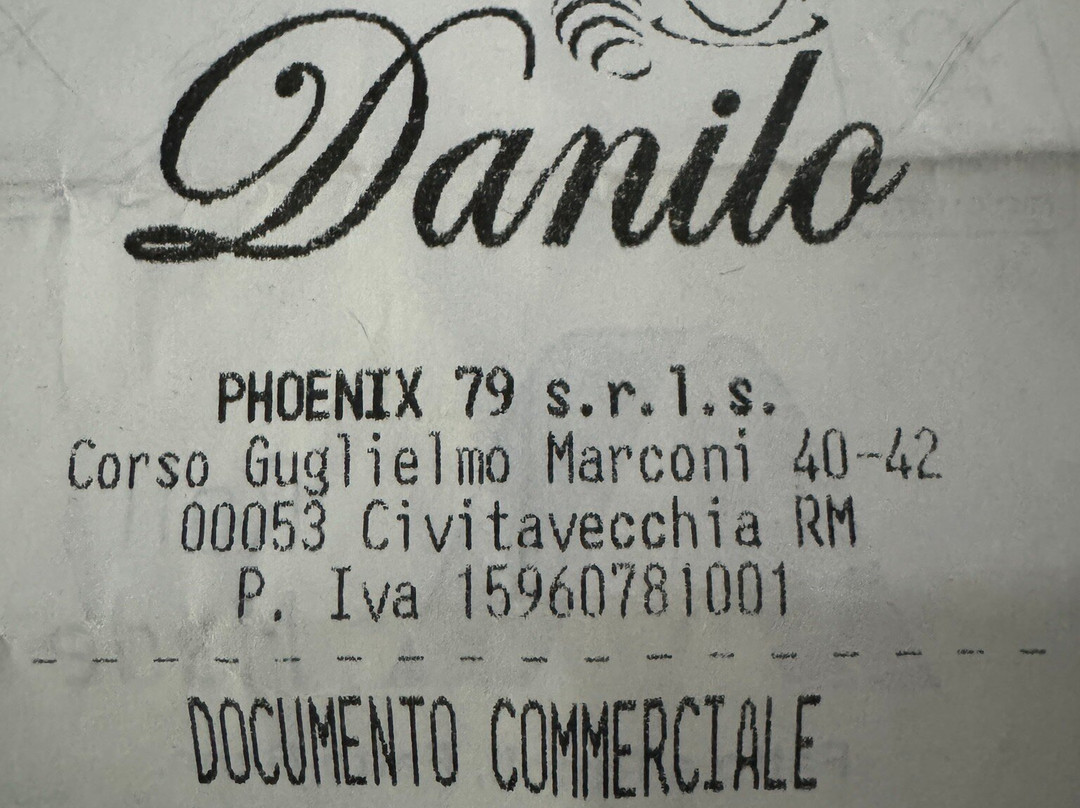 Danilo
PHOENIX 79 s.r.l.s.
Corso Guglielmo Marconi 40-42
00053 Civitavecchia RM
P. Iva 15960781001
DOCUMENTO COMMERCIALE